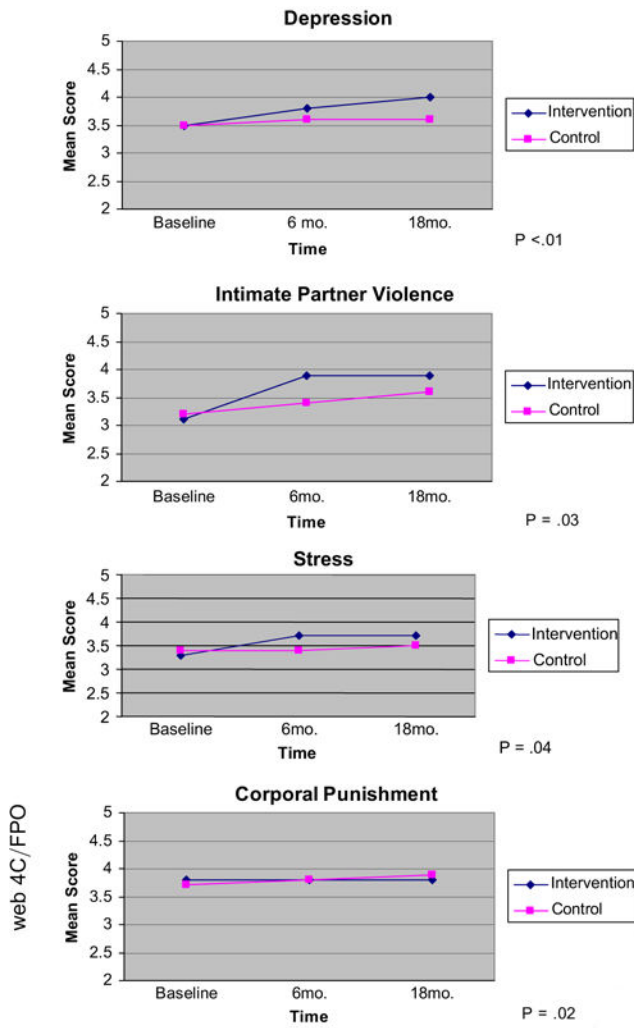 Depression
5
4.5
4
3.5
3
2.5
2
Mean Score
Baseline 6 mo. 18mo.
Time
Intervention
Control
P <.01
Intimate Partner Violence
5
4.5
4
3.5
3
2.5
2
Mean Score
Baseline 6mo. 18mo.
Time
Intervention
Control
P = .03
Stress
5
4.5
4
3.5
3
2.5
2
Mean Score
Baseline 6mo. 18mo.
Time
Intervention
Control
P = .04
Corporal Punishment
5
4.5
4
3.5
3
2.5
2
Mean Score
Baseline 6mo. 18mo.
Time
Intervention
Control
P = .02
web 4C/FPO